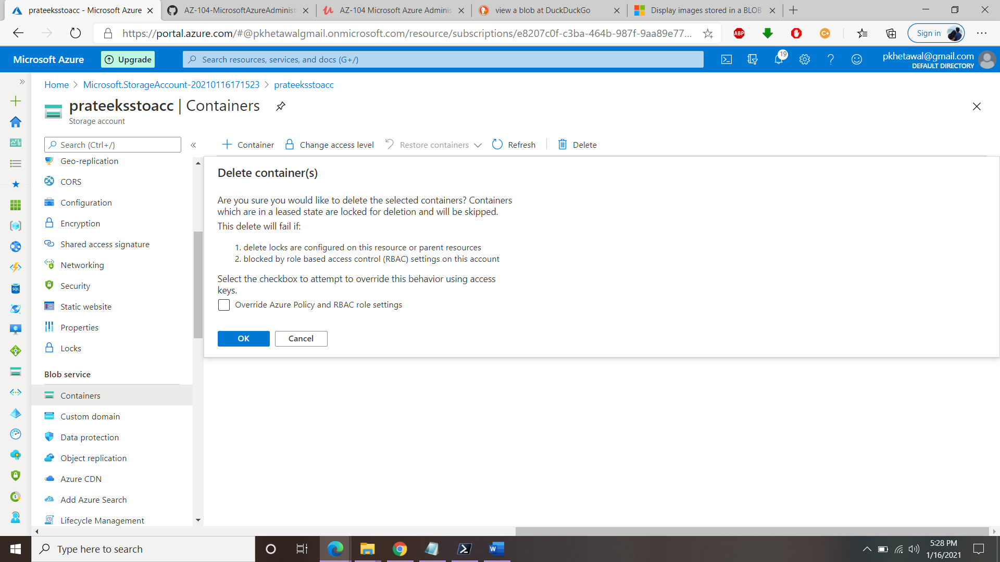 prateeksstoacc - Microsoft Azure
AZ-104-MicrosoftAzureAdminist
AZ-104 Microsoft Azure Adminis
view a blob at DuckDuckGo
Display images stored in a BLOB
https://portal.azure.com/#@pkhetawalgmail.onmicrosoft.com/resource/subscriptions/e8207c0f-c3ba-464b-987f-9aa89e77...
ABP
C+
Sign in
Microsoft Azure
Upgrade
Search resources, services, and docs (G+/)
19
pkhetawal@gmail.com
DEFAULT DIRECTORY
Home > Microsoft.StorageAccount-20210116171523 > prateeksstoacc
prateeksstoacc | Containers
Storage account
Search (Ctrl+/)
Container
Change access level
Restore containers
Refresh
Delete
Geo-replication
CORS
Configuration
Encryption
Shared access signature
Networking
Security
Static website
Properties
Locks
Blob service
Containers
Custom domain
Data protection
Object replication
Azure CDN
Add Azure Search
Lifecycle Management
SQL
Delete container(s)
Are you sure you would like to delete the selected containers? Containers
which are in a leased state are locked for deletion and will be skipped.
This delete will fail if:
1. delete locks are configured on this resource or parent resources
2. blocked by role based access control (RBAC) settings on this account
Select the checkbox to attempt to override this behavior using access
keys.
Override Azure Policy and RBAC role settings
OK
Cancel
Type here to search
W
5:28 PM
1/16/2021